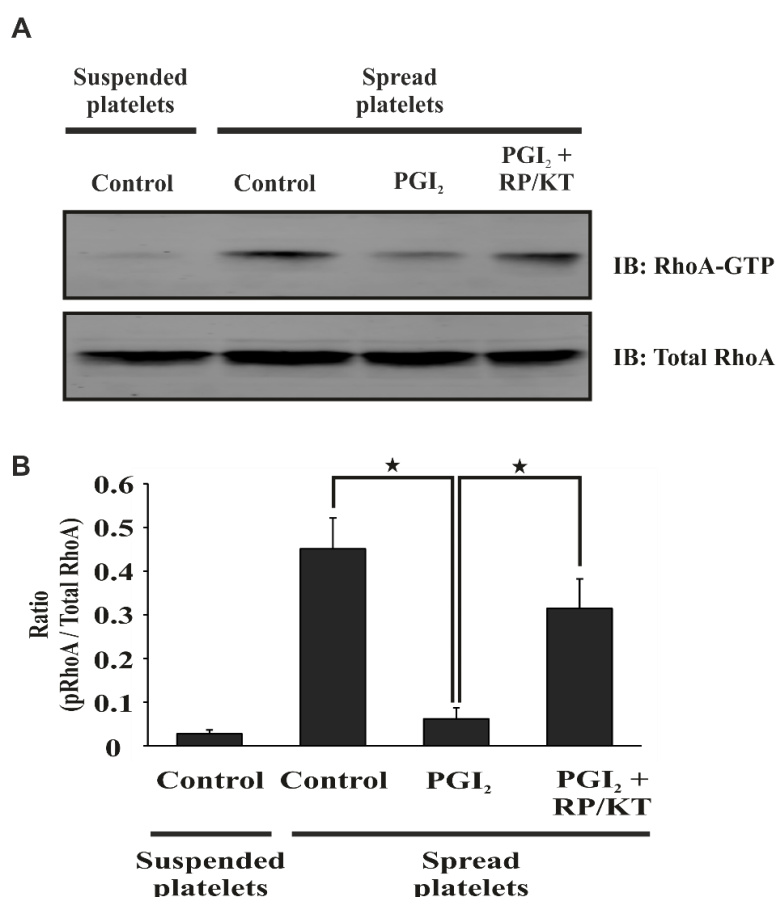 A
Suspended
platelets
Spread
platelets
Control
Control
PGI₂
PGI₂ +
RP/KT
IB: RhoA-GTP
IB: Total RhoA
B
Ratio
(pRhoA / Total RhoA)
0.6
0.5
0.4
0.3
0.2
0.1
0
Control
Control
PGI₂
PGI₂ +
RP/KT
Suspended
platelets
Spread
platelets